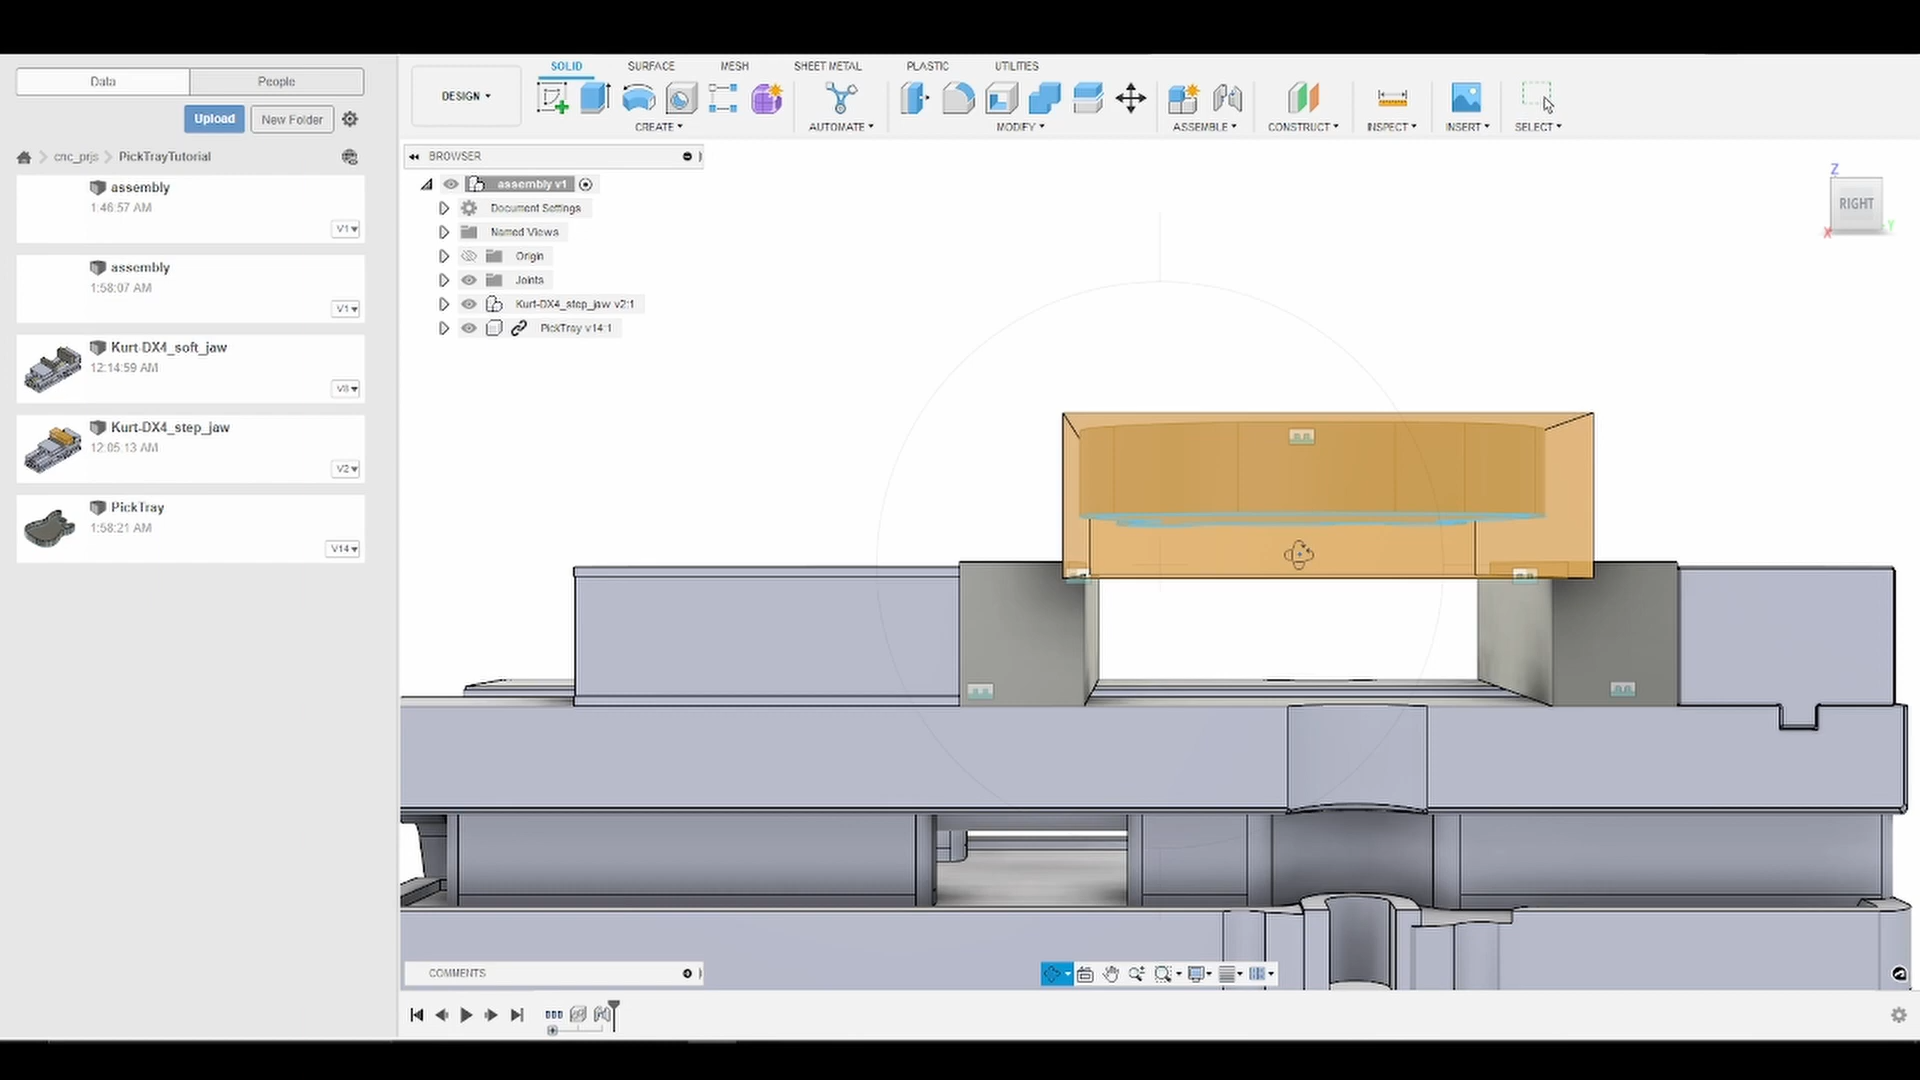 Data People
Upload New Folder
cnc_prjs PickTrayTutorial
assembly
1:46:57 AM
V1
assembly
1:58:07 AM
V1
Kurt-DX4_soft_jaw
12:14:59 AM
V8
Kurt-DX4_step_jaw
12:05:13 AM
V2
PickTray
1:58:21 AM
V14
SOLID SURFACE MESH SHEET METAL PLASTIC UTILITIES
DESIGN
CREATE AUTOMATE MODIFY ASSEMBLE CONSTRUCT INSPECT INSERT SELECT
BROWSER
assembly v1
Document Settings
Named Views
Origin
Joints
Kurt-DX4_step_jaw v2:1
PickTray v14:1
Z
RIGHT
X
Y
COMMENTS